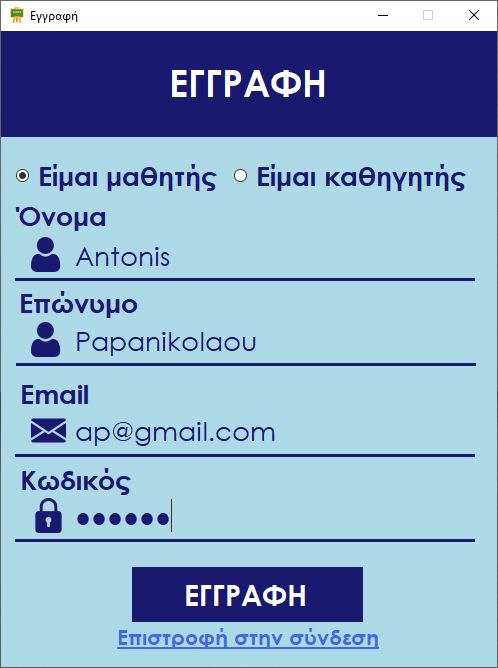 Εγγραφή
ΕΓΓΡΑΦΗ
Είμαι μαθητής Είμαι καθηγητής
Όνομα
Antonis
Επώνυμο
Papanikolaou
Email
ap@gmail.com
Κωδικός
●●●●●●
ΕΓΓΡΑΦΗ
Επιστροφή στην σύνδεση